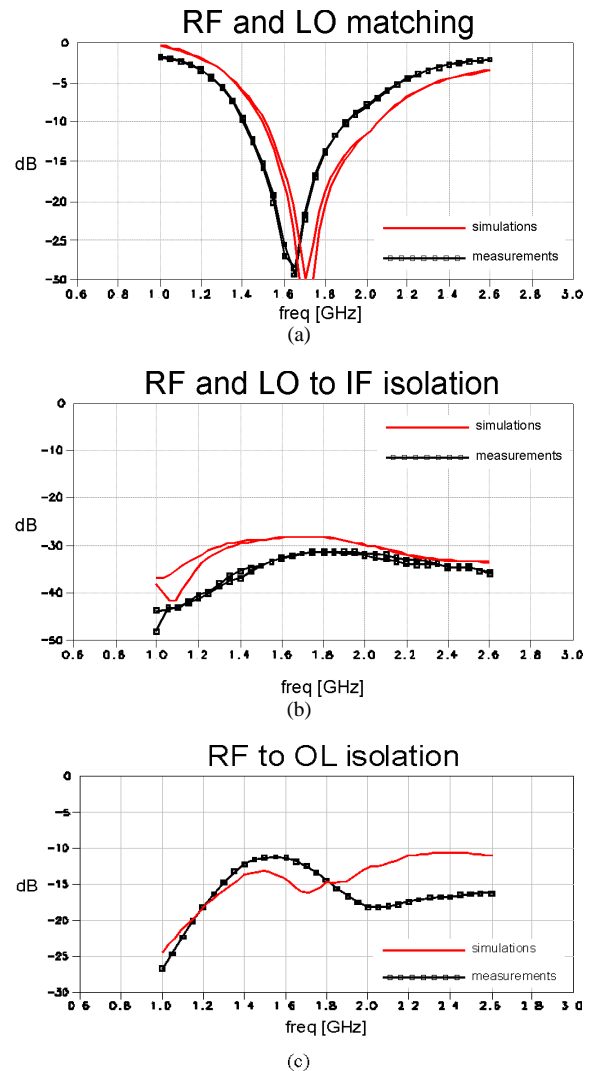 RF and LO matching
0
-5
-10
-15
-20
-25
-30
dB
simulations
measurements
0.6 0.8 1.0 1.2 1.4 1.6 1.8 2.0 2.2 2.4 2.6 2.8 3.0
freq [GHz]
(a)
RF and LO to IF isolation
0
-10
-20
-30
-40
-50
dB
simulations
measurements
0.6 0.8 1.0 1.2 1.4 1.6 1.8 2.0 2.2 2.4 2.6 2.8 3.0
freq [GHz]
(b)
RF to OL isolation
0
-5
-10
-15
-20
-25
-30
dB
simulations
measurements
0.6 0.8 1.0 1.2 1.4 1.6 1.8 2.0 2.2 2.4 2.6 2.8 3.0
freq [GHz]
(c)